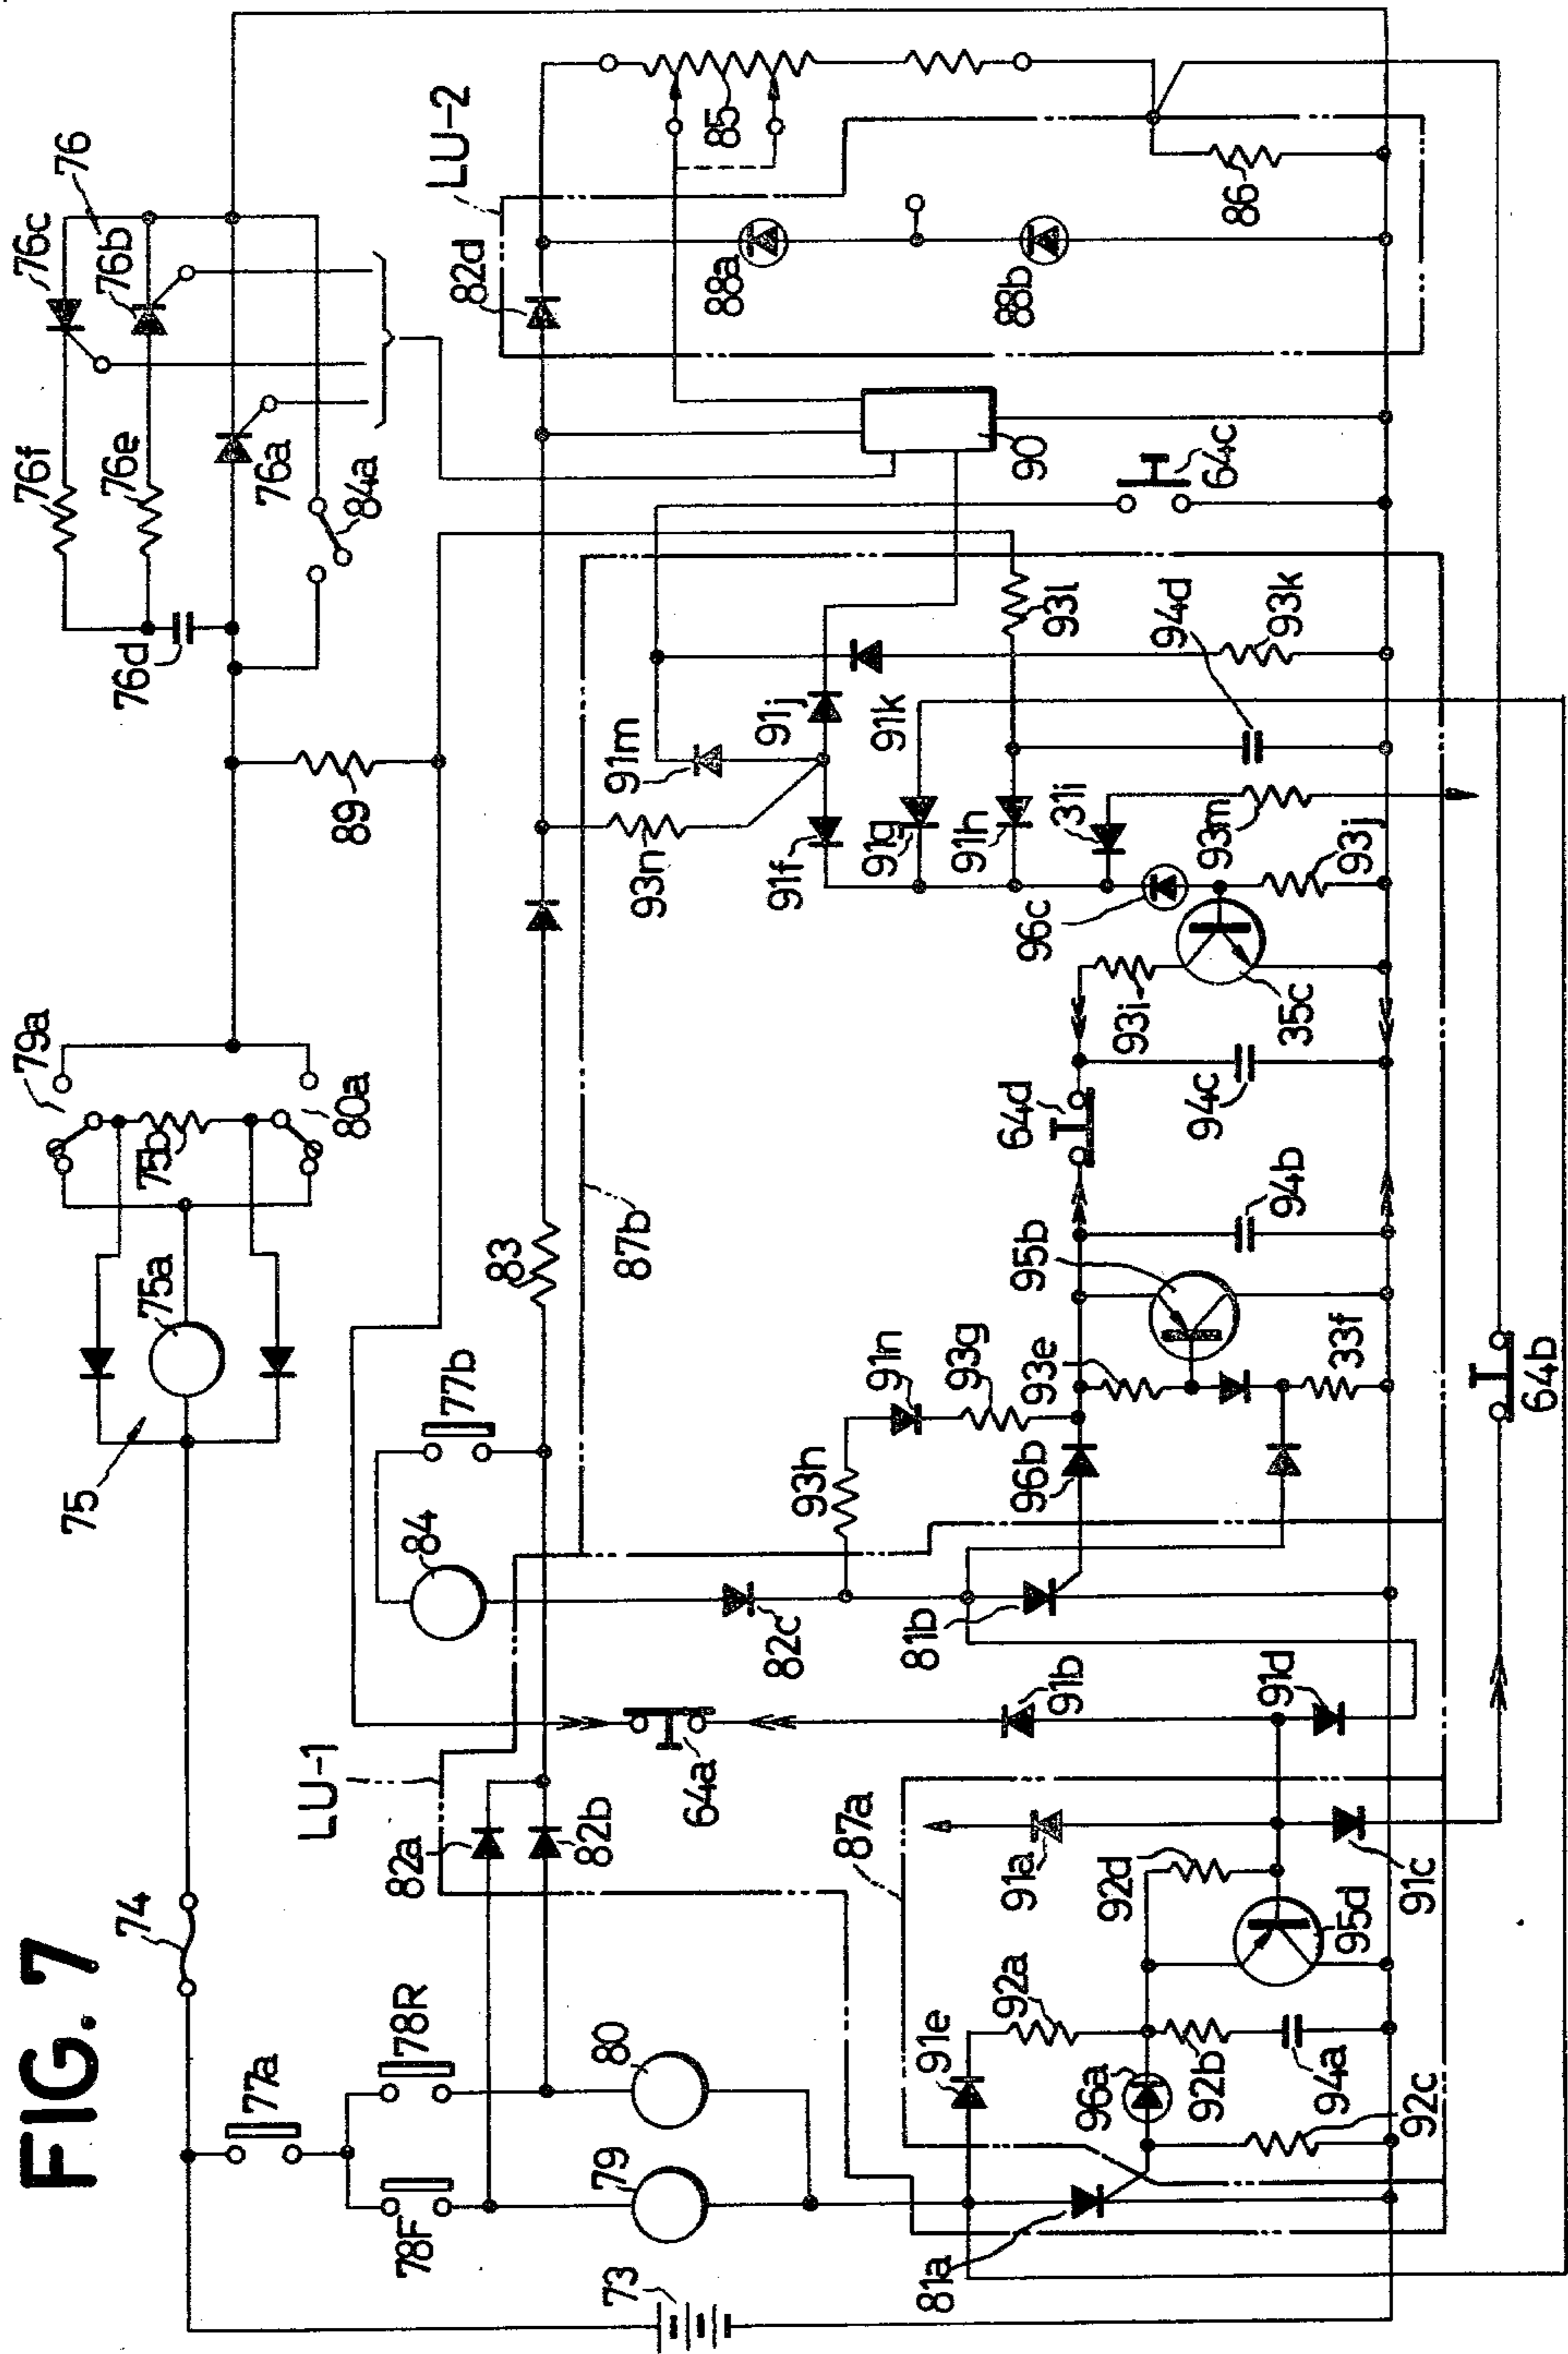 FIG. 7
74
75
75a
75b
79a
80a
76
76a
76b
76c
76d
76e
76f
84a
89
77a
78F
78R
79
80
73
82a
82b
LU-1
64a
84
77b
83
87b
82c
82d
LU-2
85
86
88a
88b
90
64c
93n
91m
91j
91f
91g
91k
91h
93l
94d
93k
31i
93m
93j
96c
93i
35c
64d
94c
94b
95b
93e
33f
91n
93g
93h
96b
81b
91b
91d
87a
91a
91c
92d
95d
92a
91e
96a
92b
94a
92c
81a
64b